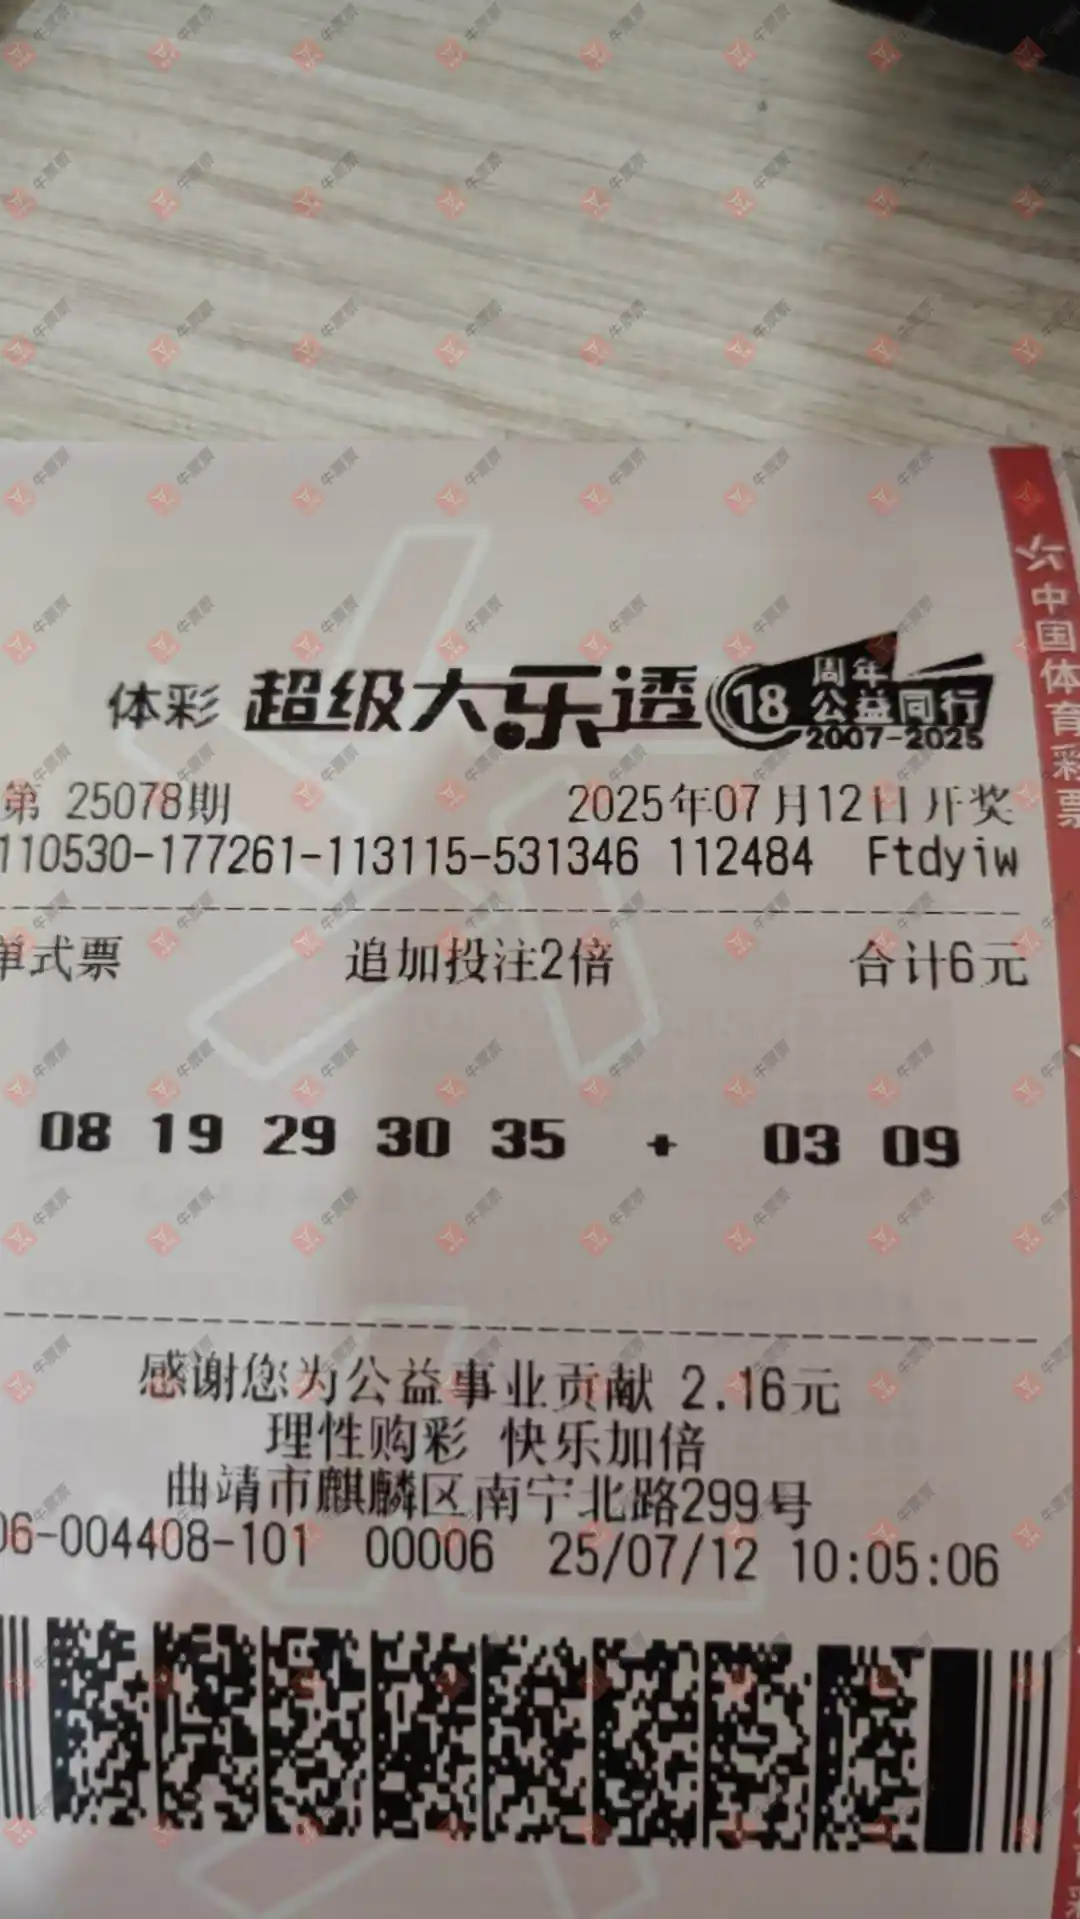 体彩 超级大乐透 18 周年 公益同行 2007-2025
第 25078期 2025年07月12日开奖
110530-177261-113115-531346 112484 Ftdyiw
单式票 追加投注2倍 合计6元
08 19 29 30 35 + 03 09
感谢您为公益事业贡献 2.16元
理性购彩 快乐加倍
曲靖市麒麟区南宁北路299号
06-004408-101 00006 25/07/12 10:05:06
中国体育彩票